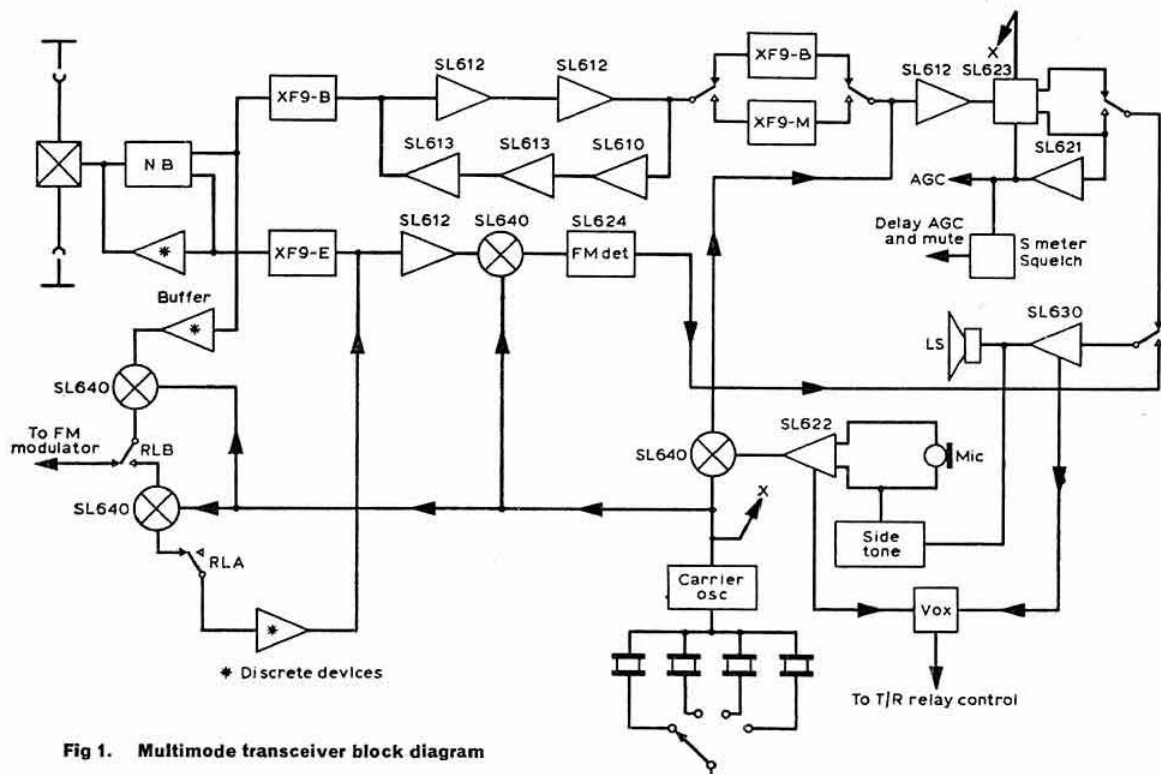 SL612
SL612
XF9-B
XF9-B
XF9-M
SL612
SL623
X
N B
SL613
SL613
SL610
SL621
AGC
Delay AGC
and mute
S meter
Squelch
SL612
SL640
SL624
XF9-E
FM det
Buffer
SL630
LS
SL640
To FM
modulator
RLB
SL640
RLA
SL640
SL622
Mic
X
Side
tone
Carrier
osc
Vox
* Discrete devices
To T/R relay control
Fig 1. Multimode transceiver block diagram